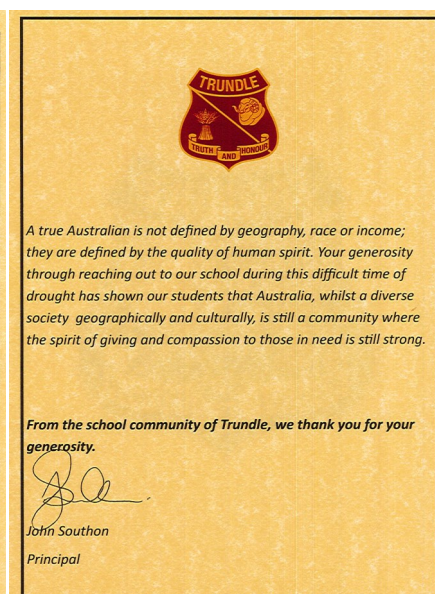 TRUNDLE
TRUTH AND HONOUR
A true Australian is not defined by geography, race or income;
they are defined by the quality of human spirit. Your generosity
through reaching out to our school during this difficult time of
drought has shown our students that Australia, whilst a diverse
society geographically and culturally, is still a community where
the spirit of giving and compassion to those in need is still strong.
From the school community of Trundle, we thank you for your
generosity.
John Southon
Principal